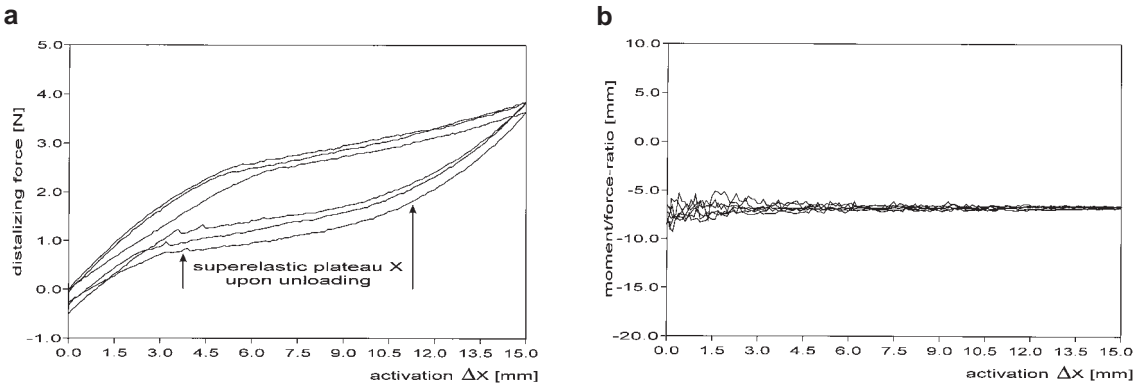 a
distalizing force [N]
5.0
4.0
3.0
2.0
1.0
0.0
-1.0
superelastic plateau X
upon unloading
0.0 1.5 3.0 4.5 6.0 7.5 9.0 10.5 12.0 13.5 15.0
activation ΔX [mm]
b
moment/force-ratio [mm]
10.0
5.0
0.0
-5.0
-10.0
-15.0
-20.0
0.0 1.5 3.0 4.5 6.0 7.5 9.0 10.5 12.0 13.5 15.0
activation ΔX [mm]